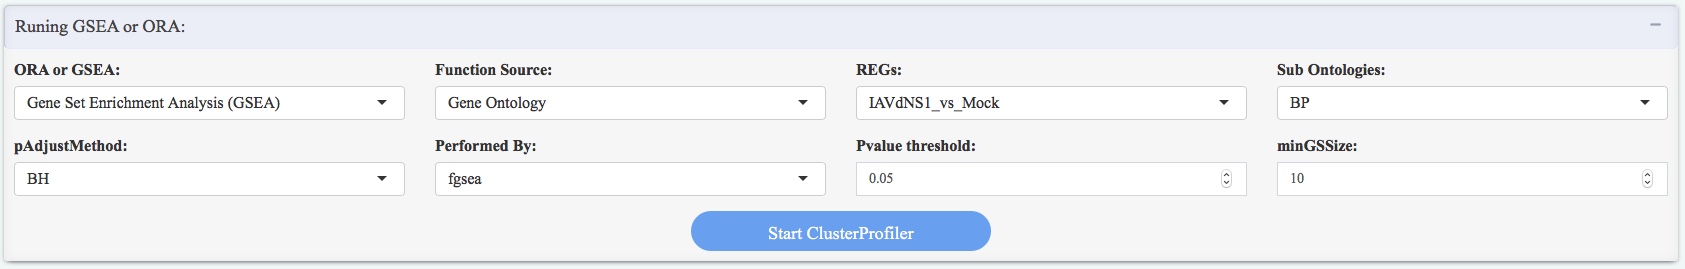 Runing GSEA or ORA:
ORA or GSEA: Function Source: REGs: Sub Ontologies:
Gene Set Enrichment Analysis (GSEA) Gene Ontology IAVdNS1_vs_Mock BP
pAdjustMethod: Performed By: Pvalue threshold: minGSSize:
BH fgsea 0.05 10
Start ClusterProfiler